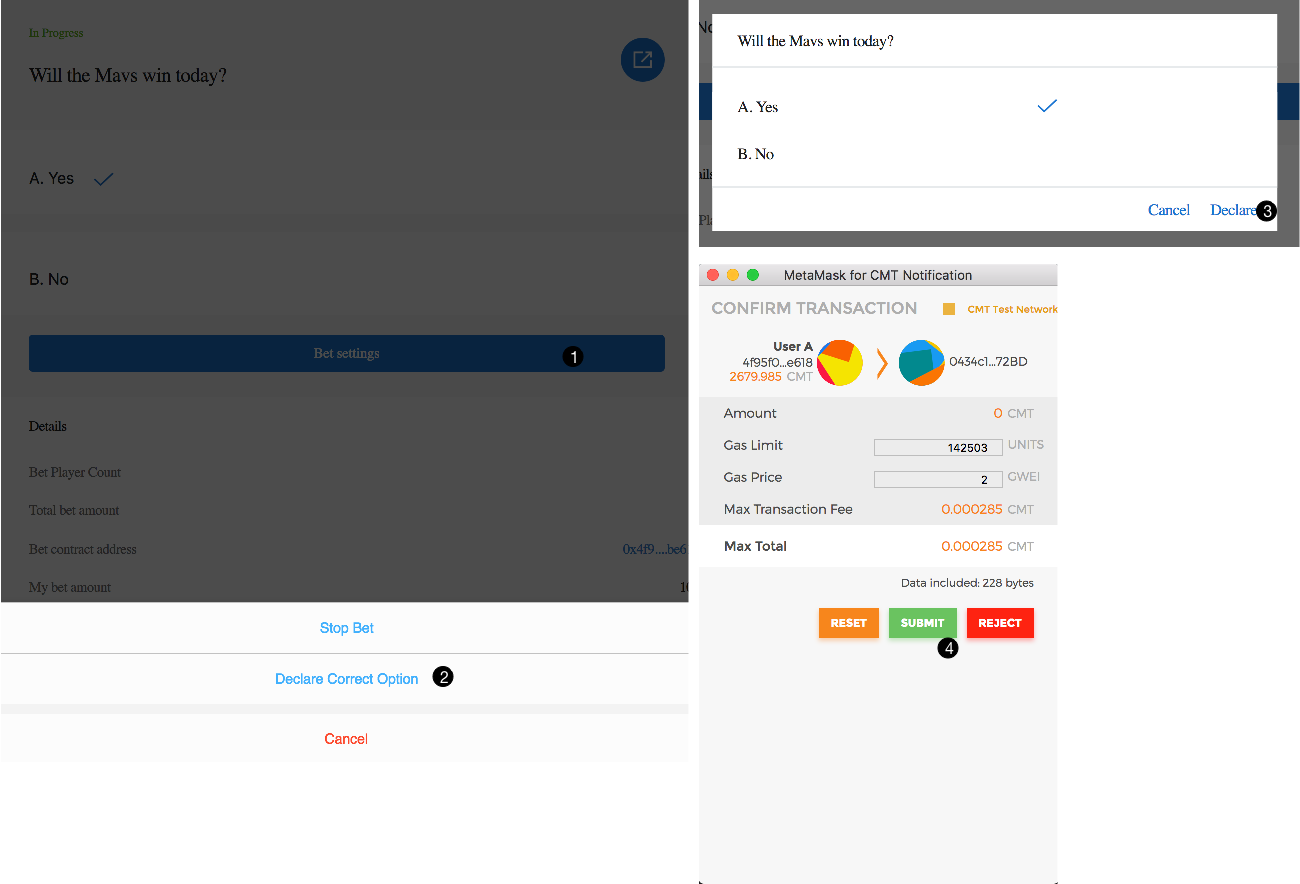 In Progress
Will the Mavs win today?
A. Yes
B. No
Bet settings
1
Details
Bet Player Count
Total bet amount
Bet contract address 0x4f9....be6
My bet amount 10
Stop Bet
Declare Correct Option 2
Cancel
No
Will the Mavs win today?
A. Yes
B. No
ails
Pla
Cancel Declare 3
MetaMask for CMT Notification
CONFIRM TRANSACTION CMT Test Network
User A
4f95f0...e618
2679.985 CMT
0434c1...72BD
Amount 0 CMT
Gas Limit 142503 UNITS
Gas Price 2 GWEI
Max Transaction Fee 0.000285 CMT
Max Total 0.000285 CMT
Data included: 228 bytes
RESET SUBMIT REJECT
4